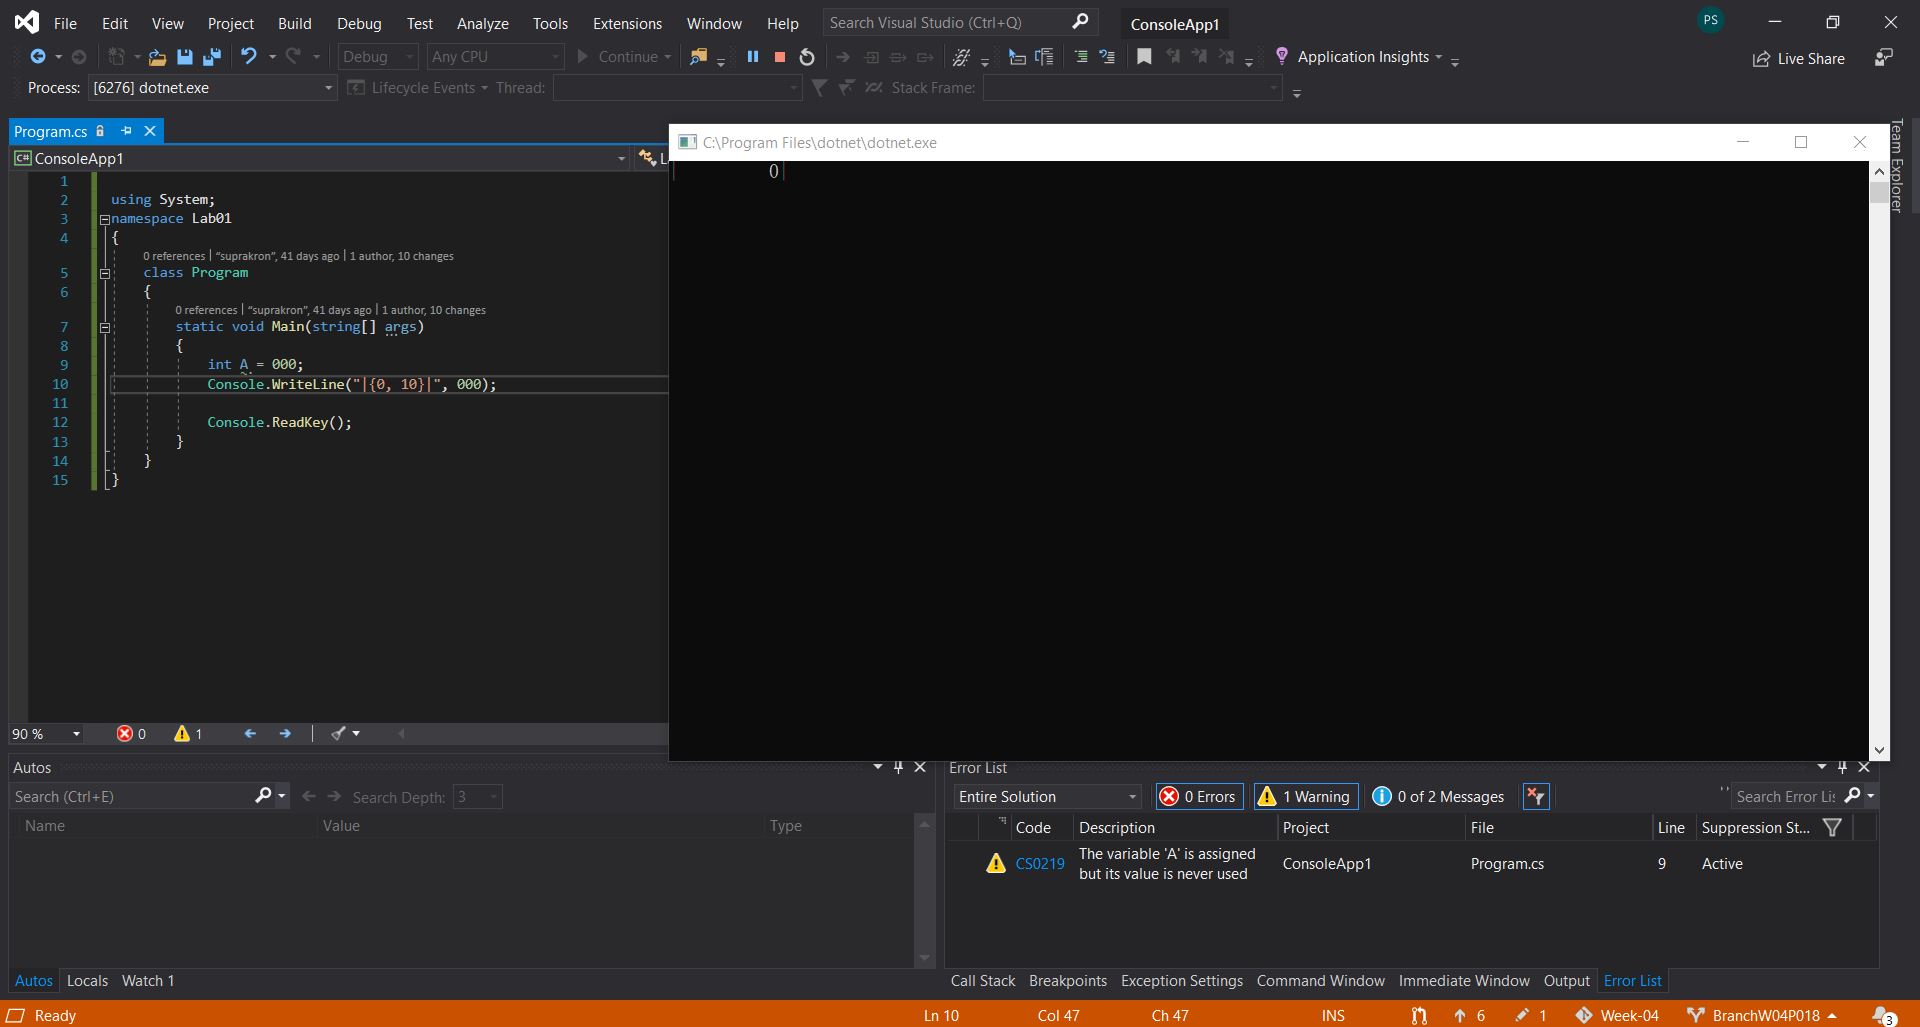 File Edit View Project Build Debug Test Analyze Tools Extensions Window Help Search Visual Studio (Ctrl+Q) ConsoleApp1 PS
Debug Any CPU Continue Application Insights Live Share
Process: [6276] dotnet.exe Lifecycle Events Thread: Stack Frame:
Program.cs
C# ConsoleApp1
C:\Program Files\dotnet\dotnet.exe
| 0|
Team Explorer
1
2 using System;
3 namespace Lab01
4 {
0 references | "suprakron", 41 days ago | 1 author, 10 changes
5 class Program
6 {
0 references | "suprakron", 41 days ago | 1 author, 10 changes
7 static void Main(string[] args)
8 {
9 int A = 000;
10 Console.WriteLine("|{0, 10}|", 000);
11
12 Console.ReadKey();
13 }
14 }
15 }
90 % 0 1
Autos
Search (Ctrl+E) Search Depth: 3
Name Value Type
Autos Locals Watch 1
Error List
Entire Solution 0 Errors 1 Warning 0 of 2 Messages Search Error Lis
Code Description Project File Line Suppression St...
CS0219 The variable 'A' is assigned but its value is never used ConsoleApp1 Program.cs 9 Active
Call Stack Breakpoints Exception Settings Command Window Immediate Window Output Error List
Ready Ln 10 Col 47 Ch 47 INS 6 1 Week-04 BranchW04P018 3